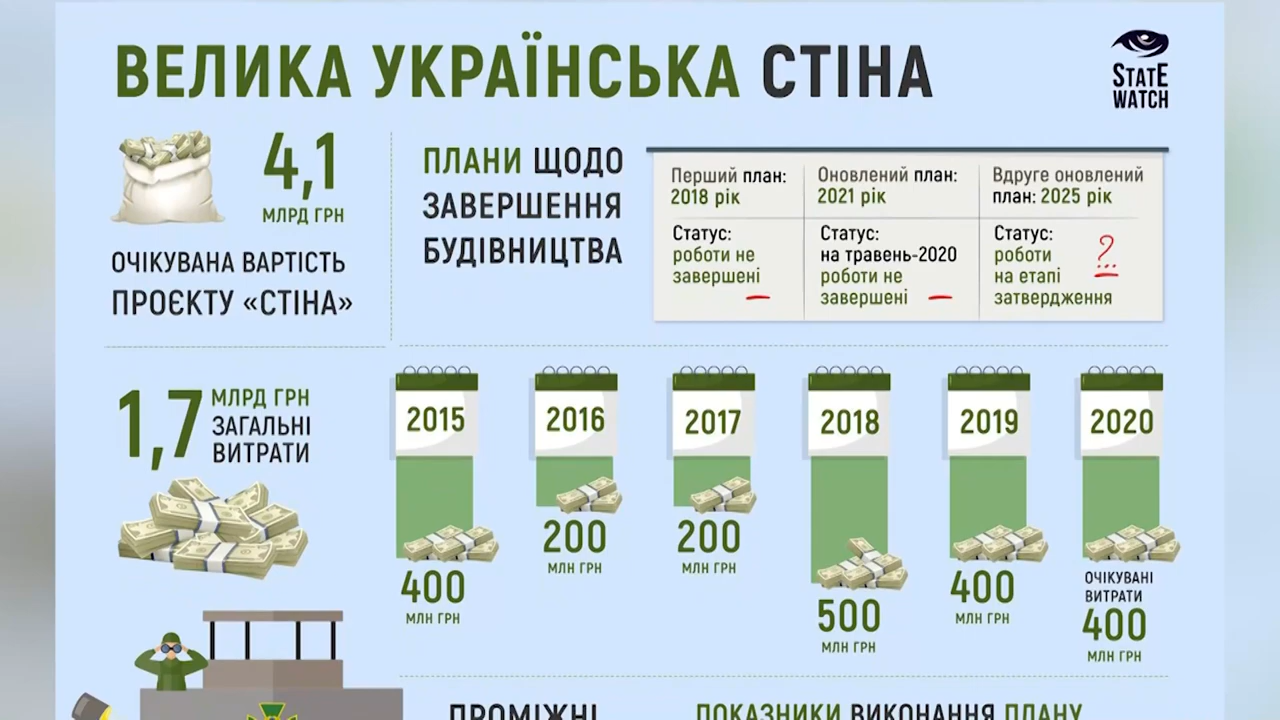 ВЕЛИКА УКРАЇНСЬКА СТІНА
STATE
WATCH
4,1
МЛРД ГРН
ОЧІКУВАНА ВАРТІСТЬ
ПРОЄКТУ «СТІНА»
ПЛАНИ ЩОДО
ЗАВЕРШЕННЯ
БУДІВНИЦТВА
Перший план:
2018 рік
Статус:
роботи не
завершені
Оновлений план:
2021 рік
Статус:
на травень-2020
роботи не
завершені
Вдруге оновлений
план: 2025 рік
Статус:
роботи
на етапі
затвердження
?...
1,7
МЛРД ГРН
ЗАГАЛЬНІ
ВИТРАТИ
2015
400
МЛН ГРН
2016
200
МЛН ГРН
2017
200
МЛН ГРН
2018
500
МЛН ГРН
2019
400
МЛН ГРН
2020
ОЧІКУВАНІ
ВИТРАТИ
400
МЛН ГРН
ПРОМІЖНІ
ПОКАЗНИКИ ВИКОНАННЯ ПЛАНУ